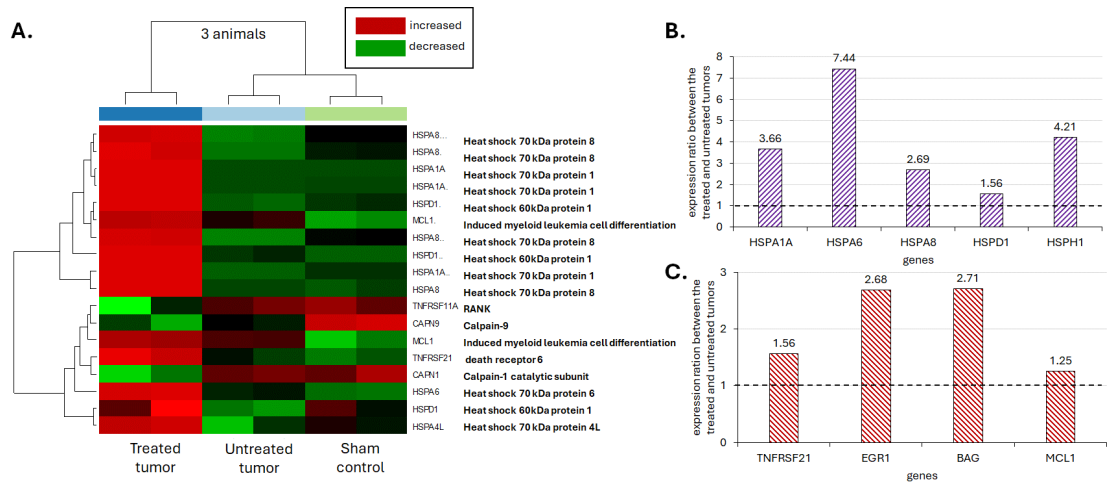 A.
3 animals
increased
decreased
HSPA8... Heat shock 70 kDa protein 8
HSPA8. Heat shock 70 kDa protein 8
HSPA1A Heat shock 70 kDa protein 1
HSPA1A. Heat shock 70 kDa protein 1
HSPD1. Heat shock 60kDa protein 1
MCL1. Induced myeloid leukemia cell differentiation
HSPA8.. Heat shock 70 kDa protein 8
HSPD1.. Heat shock 60 kDa protein 1
HSPA1A.. Heat shock 70 kDa protein 1
HSPA8 Heat shock 70 kDa protein 8
TNFRSF11A RANK
CAPN9 Calpain-9
MCL1 Induced myeloid leukemia cell differentiation
TNFRSF21 death receptor 6
CAPN1 Calpain-1 catalytic subunit
HSPA6 Heat shock 70 kDa protein 6
HSPD1 Heat shock 60kDa protein 1
HSPA4L Heat shock 70 kDa protein 4L
Treated
tumor
Untreated
tumor
Sham
control
B.
expression ratio between the
treated and untreated tumors
8
7
6
5
4
3
2
1
0
3.66
7.44
2.69
1.56
4.21
HSPA1A HSPA6 HSPA8 HSPD1 HSPH1
genes
C.
expression ratio between the
treated and untreated tumors
3
2
1
0
1.56
2.68
2.71
1.25
TNFRSF21 EGR1 BAG MCL1
genes